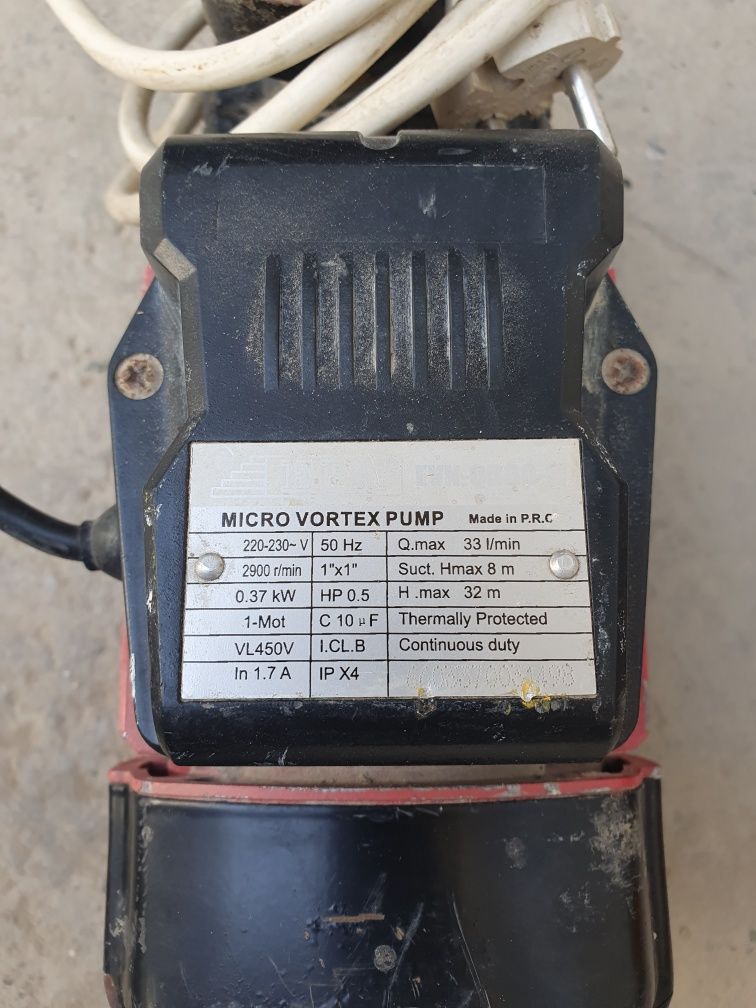 MICRO VORTEX PUMP Made in P.R.C
220-230~ V 50 Hz Q.max 33 l/min
2900 r/min 1"x1" Suct. Hmax 8 m
0.37 kW HP 0.5 H .max 32 m
1-Mot C 10 µF Thermally Protected
VL450V I.CL.B Continuous duty
In 1.7 A IP X4